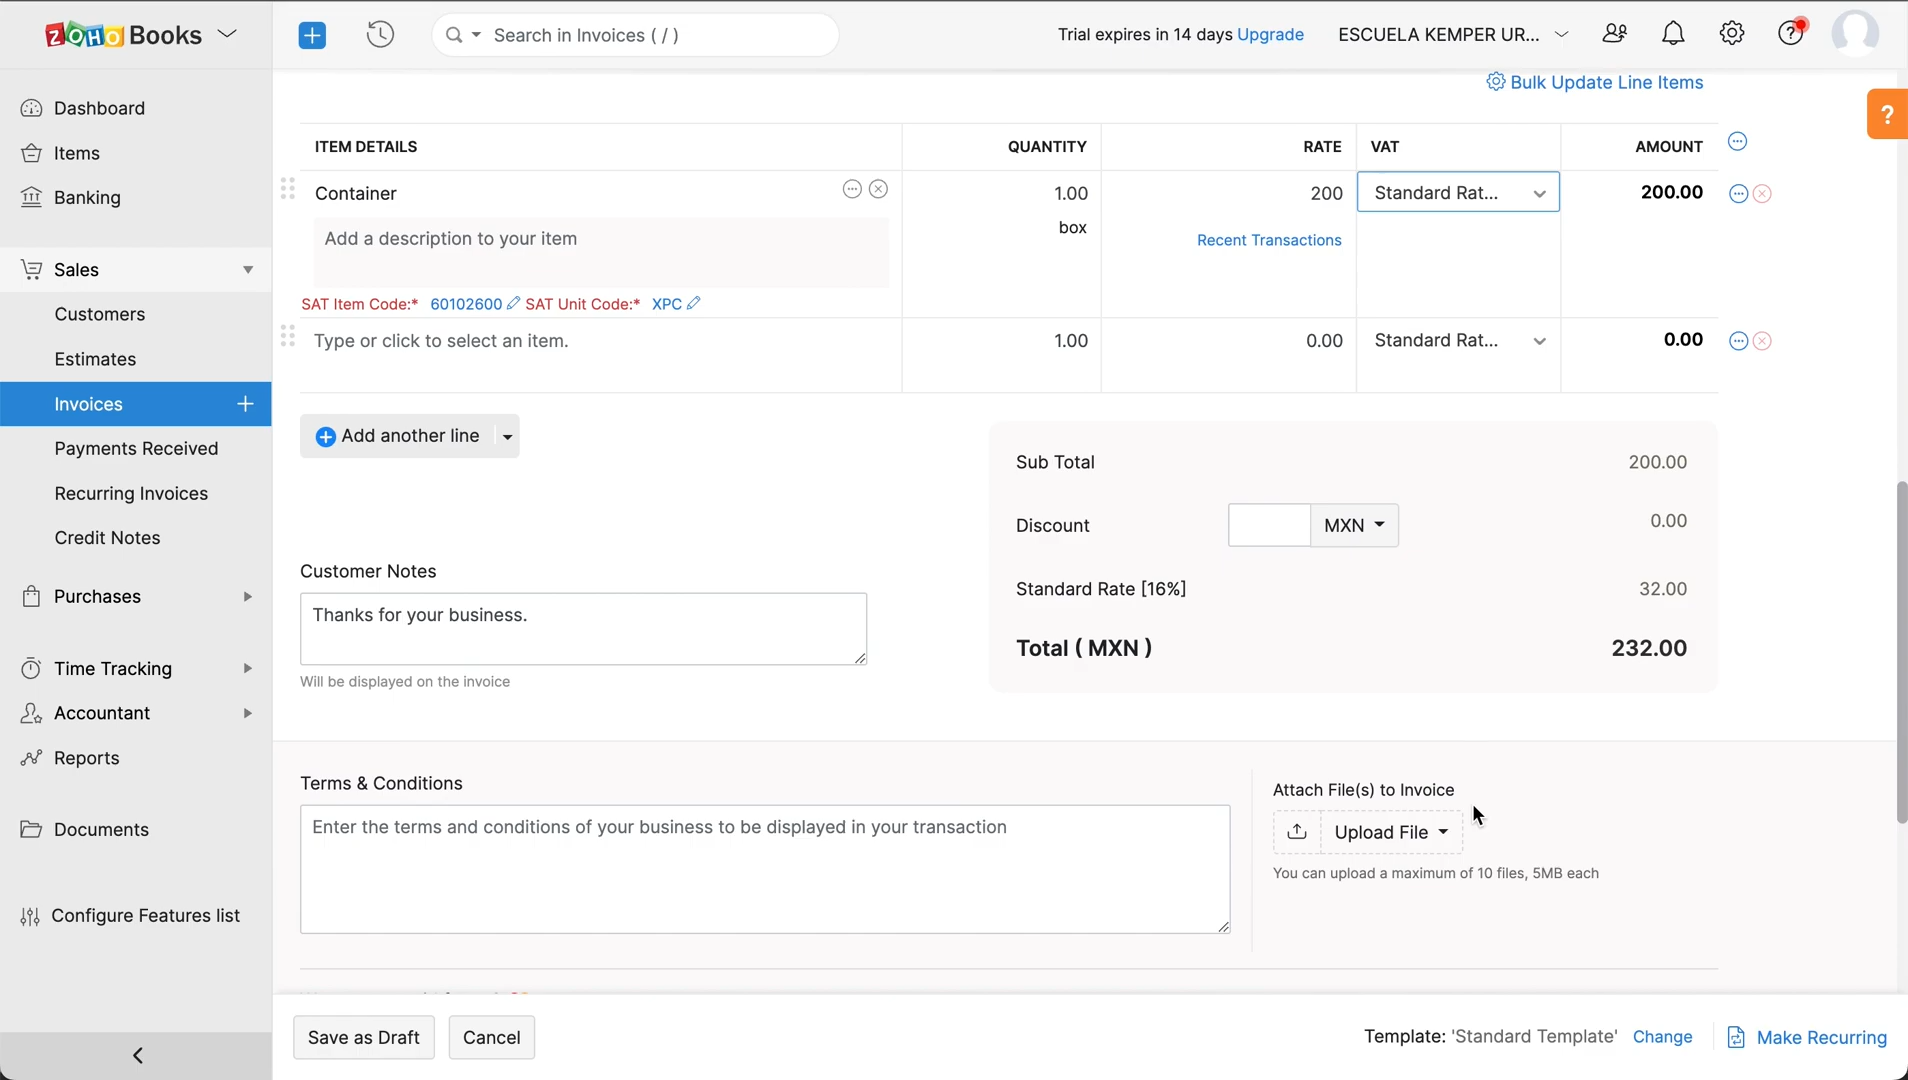 ZOHO Books
Search in Invoices ( / )
Trial expires in 14 days Upgrade
ESCUELA KEMPER UR...
Bulk Update Line Items
?
Dashboard
Items
Banking
Sales
Customers
Estimates
Invoices
Payments Received
Recurring Invoices
Credit Notes
Purchases
Time Tracking
Accountant
Reports
Documents
Configure Features list
ITEM DETAILS QUANTITY RATE VAT AMOUNT
Container 1.00 200 Standard Rat... 200.00
box
Add a description to your item
Recent Transactions
SAT Item Code:* 60102600 SAT Unit Code:* XPC
Type or click to select an item. 1.00 0.00 Standard Rat... 0.00
Add another line
Sub Total 200.00
Discount MXN 0.00
Standard Rate [16%] 32.00
Total ( MXN ) 232.00
Customer Notes
Thanks for your business.
Will be displayed on the invoice
Terms & Conditions
Enter the terms and conditions of your business to be displayed in your transaction
Attach File(s) to Invoice
Upload File
You can upload a maximum of 10 files, 5MB each
Save as Draft
Cancel
Template: 'Standard Template' Change
Make Recurring